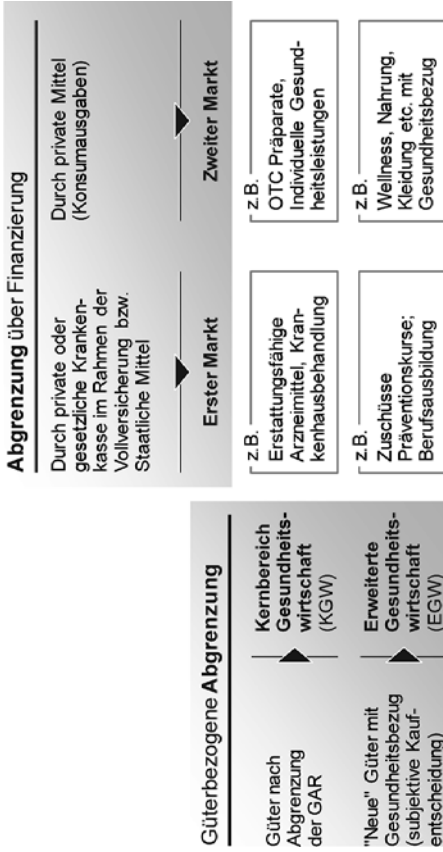 Abgrenzung über Finanzierung
Durch private oder
gesetzliche Kranken-
kasse im Rahmen der
Vollversicherung bzw.
Staatliche Mittel
Durch private Mittel
(Konsumausgaben)
Erster Markt
Zweiter Markt
Güterbezogene Abgrenzung
Güter nach
Abgrenzung
der GAR
Kernbereich
Gesundheits-
wirtschaft
(KGW)
z.B.
Erstattungsfähige
Arzneimittel, Kran-
kenhausbehandlung
z.B.
OTC Präparate,
Individuelle Gesund-
heitsleistungen
"Neue" Güter mit
Gesundheitsbezug
(subjektive Kauf-
entscheidung)
Erweiterte
Gesundheits-
wirtschaft
(EGW)
z.B.
Zuschüsse
Präventionskurse;
Berufsausbildung
z.B.
Wellness, Nahrung,
Kleidung etc. mit
Gesundheitsbezug